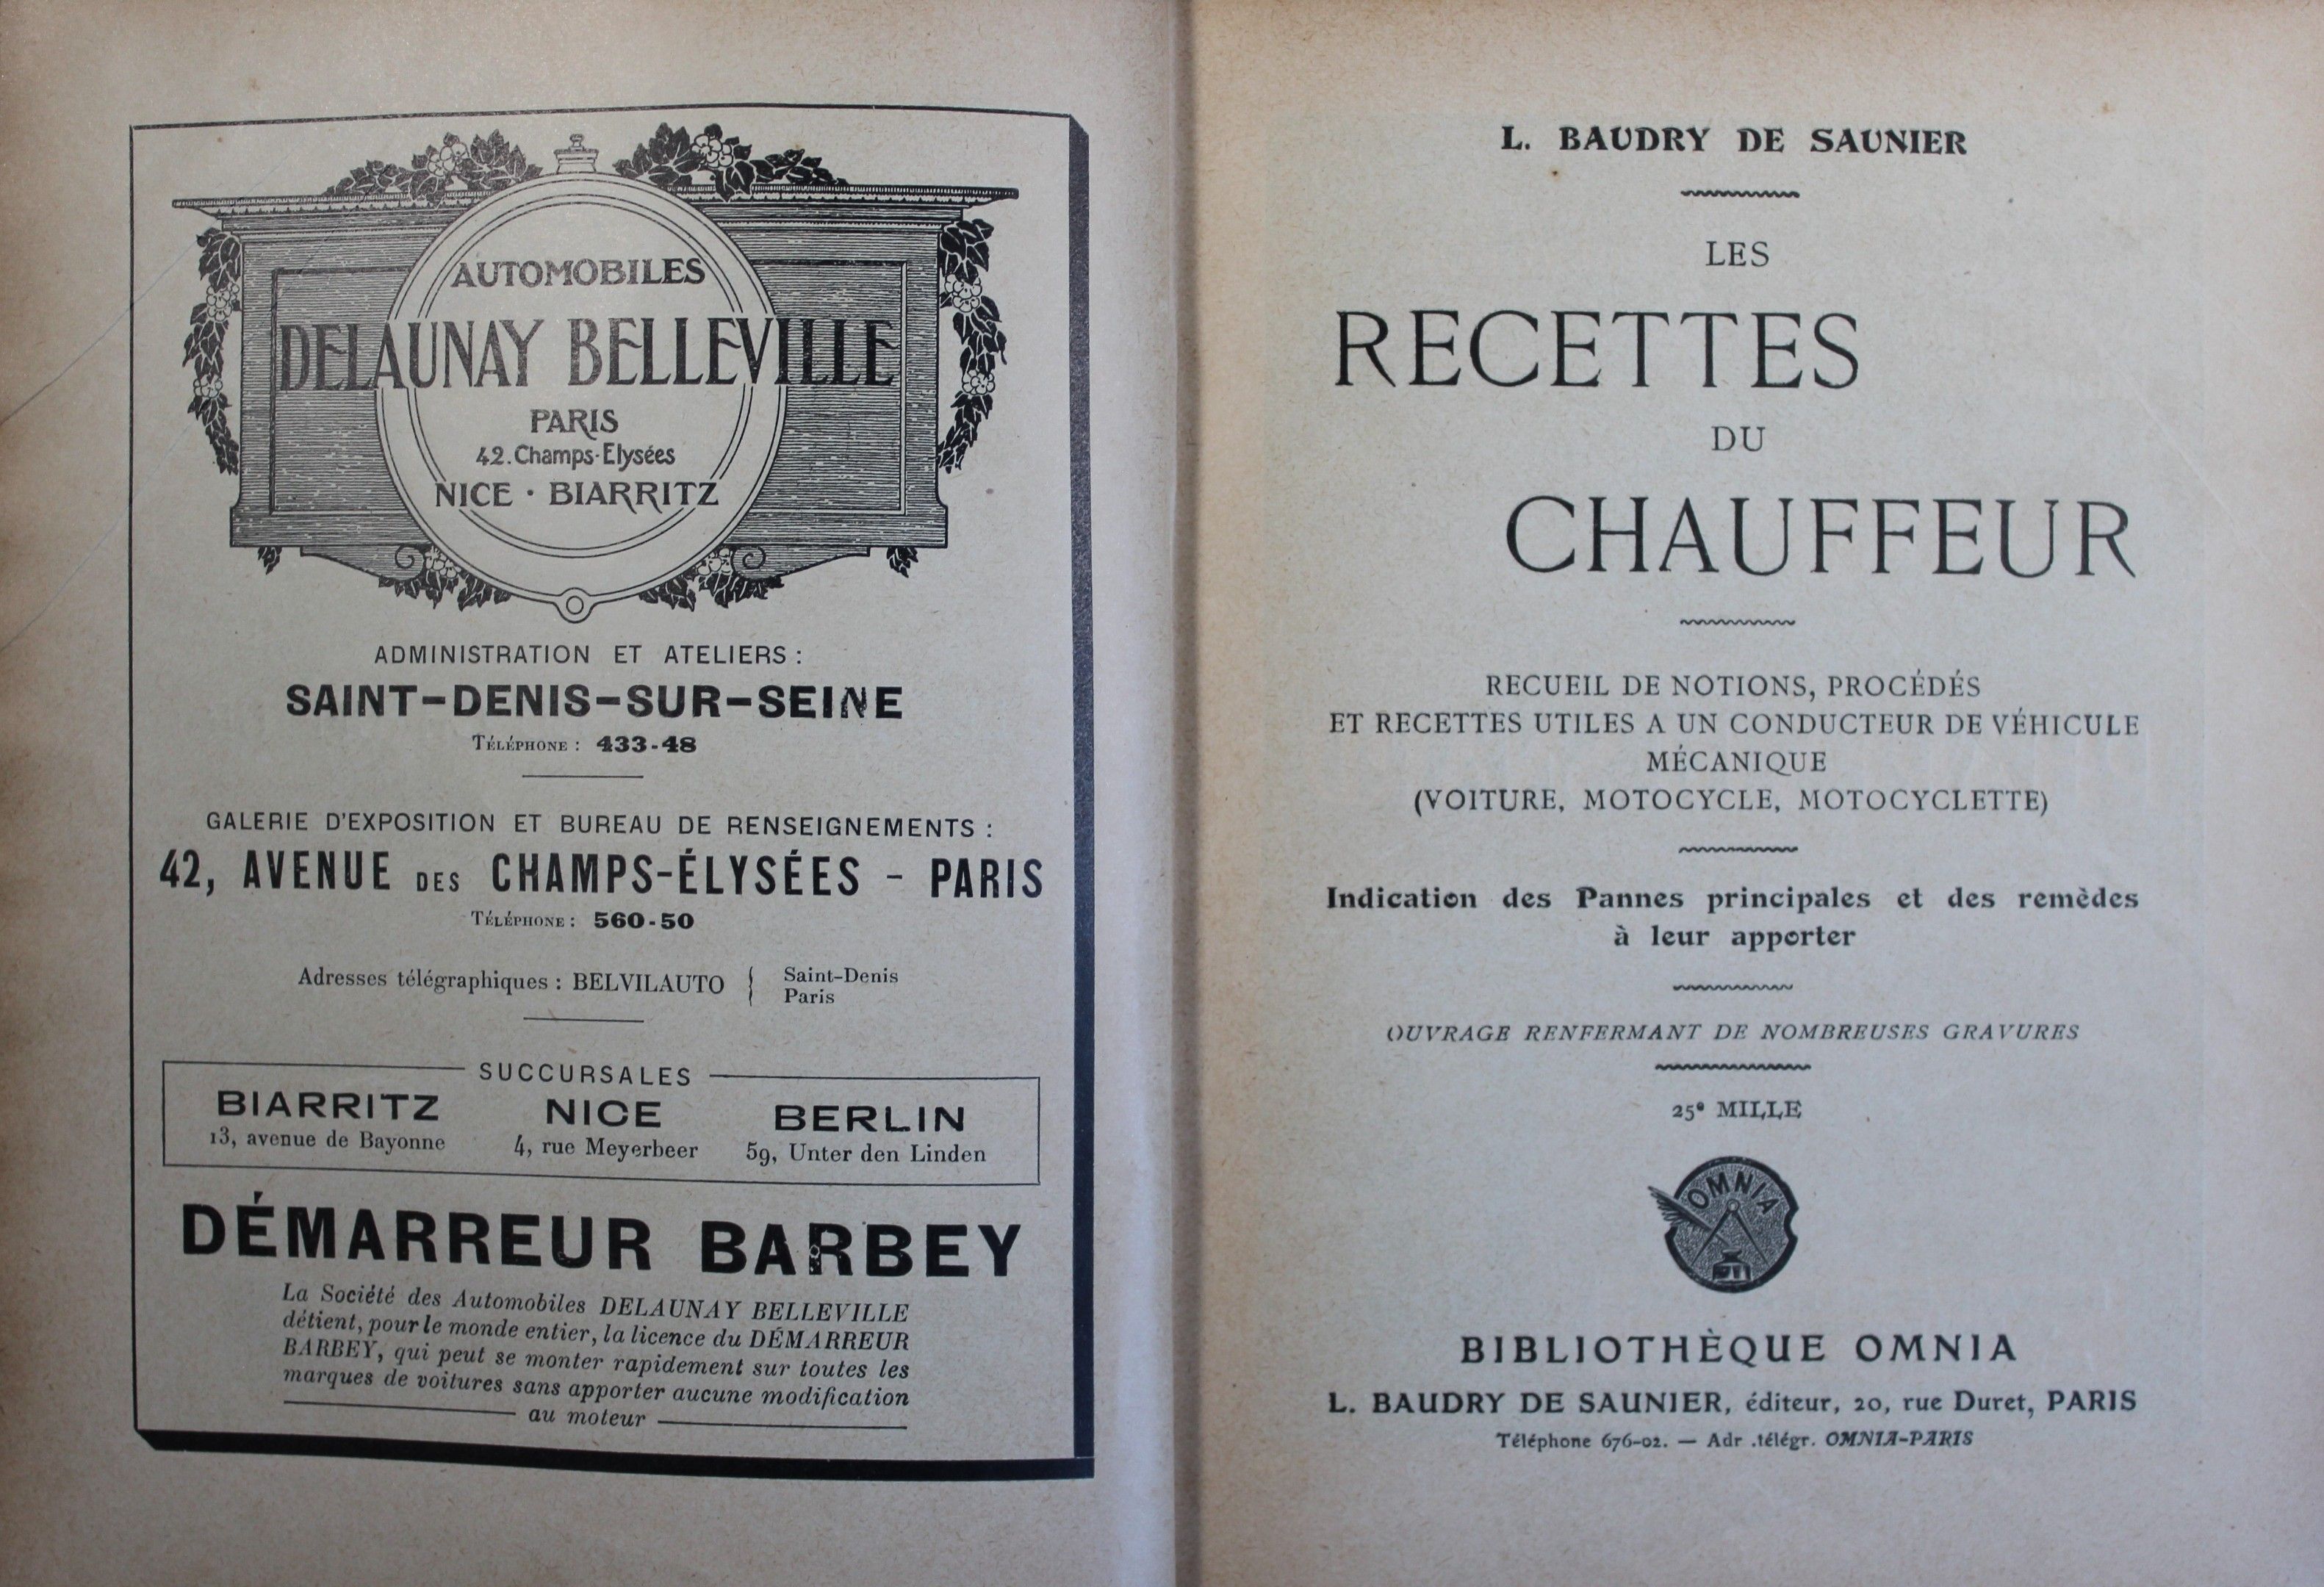 AUTOMOBILES
DELAUNAY BELLEVILLE
PARIS
42.Champs-Elysées
NICE · BIARRITZ
ADMINISTRATION ET ATELIERS :
SAINT-DENIS-SUR-SEINE
TÉLÉPHONE : 433-48
GALERIE D'EXPOSITION ET BUREAU DE RENSEIGNEMENTS :
42, AVENUE DES CHAMPS-ÉLYSÉES - PARIS
TÉLÉPHONE : 560-50
Adresses télégraphiques : BELVILAUTO { Saint-Denis
Paris
SUCCURSALES
BIARRITZ NICE BERLIN
13, avenue de Bayonne 4, rue Meyerbeer 59, Unter den Linden
DÉMARREUR BARBEY
La Société des Automobiles DELAUNAY BELLEVILLE
détient, pour le monde entier, la licence du DÉMARREUR
BARBEY, qui peut se monter rapidement sur toutes les
marques de voitures sans apporter aucune modification
au moteur
L. BAUDRY DE SAUNIER
LES
RECETTES
DU
CHAUFFEUR
RECUEIL DE NOTIONS, PROCÉDÉS
ET RECETTES UTILES A UN CONDUCTEUR DE VÉHICULE
MÉCANIQUE
(VOITURE, MOTOCYCLE, MOTOCYCLETTE)
Indication des Pannes principales et des remèdes
à leur apporter
OUVRAGE RENFERMANT DE NOMBREUSES GRAVURES
25e MILLE
OMNIA
BIBLIOTHÈQUE OMNIA
L. BAUDRY DE SAUNIER, éditeur, 20, rue Duret, PARIS
Téléphone 676-02. — Adr .télégr. OMNIA-PARIS